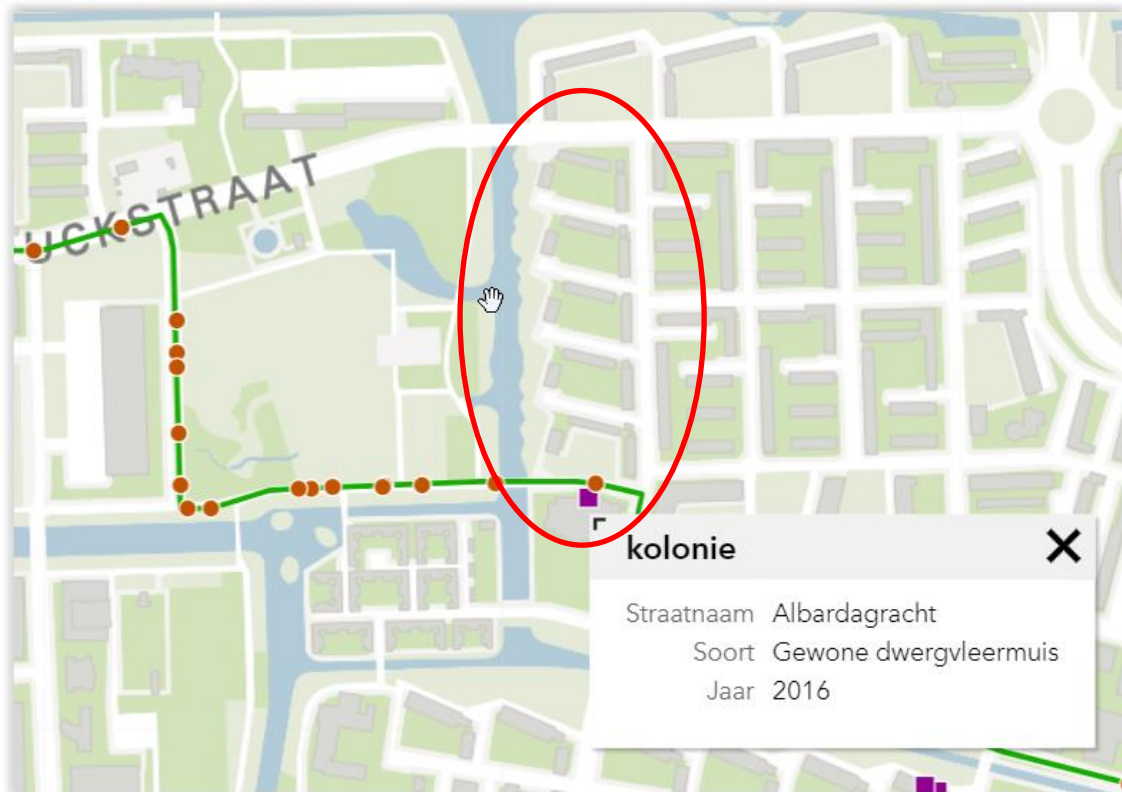 UCKSTRAAT
kolonie
Straatnaam Albardagracht
Soort Gewone dwergvleermuis
Jaar 2016